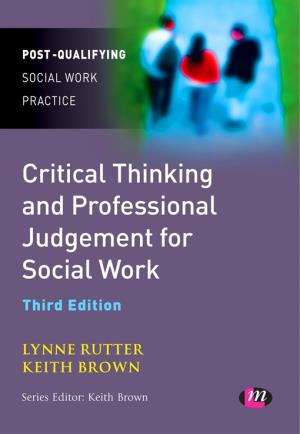 POST-QUALIFYING
SOCIAL WORK
PRACTICE
Critical Thinking
and Professional
Judgement for
Social Work
Third Edition
LYNNE RUTTER
KEITH BROWN
Series Editor: Keith Brown
m